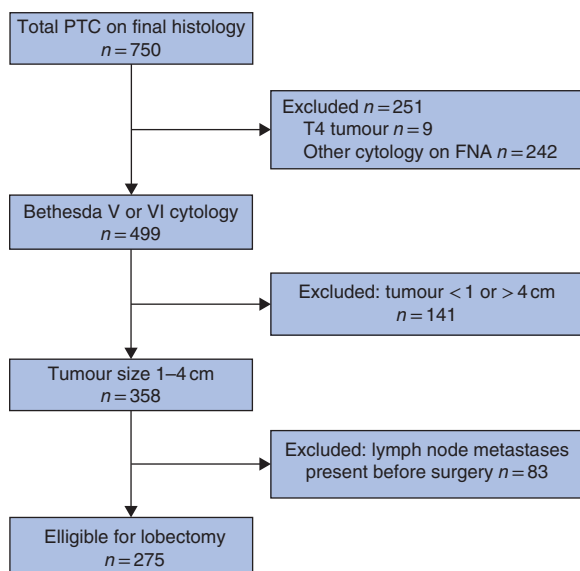 Total PTC on final histology
n = 750
Excluded n = 251
T4 tumour n = 9
Other cytology on FNA n = 242
Bethesda V or VI cytology
n = 499
Excluded: tumour < 1 or > 4 cm
n = 141
Tumour size 1–4 cm
n = 358
Excluded: lymph node metastases
present before surgery n = 83
Elligible for lobectomy
n = 275